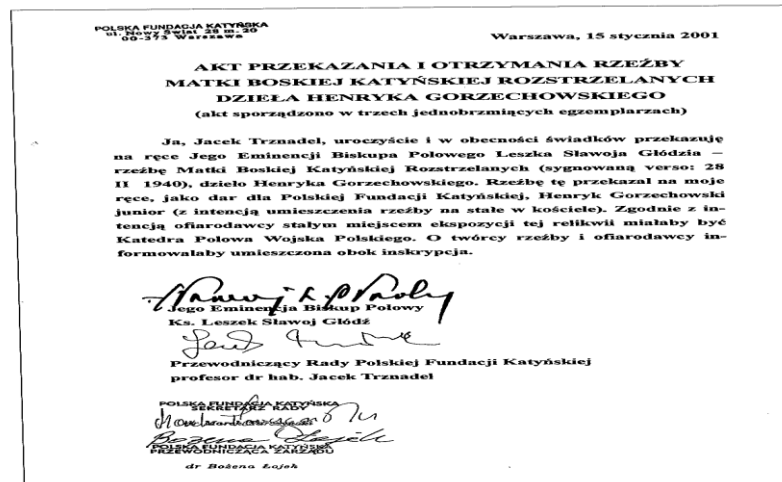 POLSKA FUNDACJA KATYŃSKA
ul. Nowy Świat 28 m. 20
00-373 Warszawa
Warszawa, 15 stycznia 2001
AKT PRZEKAZANIA I OTRZYMANIA RZEŹBY
MATKI BOSKIEJ KATYŃSKIEJ ROZSTRZELANYCH
DZIEŁA HENRYKA GORZECHOWSKIEGO
(akt sporządzono w trzech jednobrzmiących egzemplarzach)
Ja, Jacek Trznadel, uroczyście i w obecności świadków przekazuję
na ręce Jego Eminencji Biskupa Polowego Leszka Sławoja Głódzia –
rzeźbę Matki Boskiej Katyńskiej Rozstrzelanych (sygnowaną verso: 28
II 1940), dzieło Henryka Gorzechowskiego. Rzeźbę tę przekazał na moje
ręce, jako dar dla Polskiej Fundacji Katyńskiej, Henryk Gorzechowski
junior (z intencją umieszczenia rzeźby na stałe w kościele). Zgodnie z in-
tencją ofiarodawcy stałym miejscem ekspozycji tej relikwii miałaby być
Katedra Polowa Wojska Polskiego. O twórcy rzeźby i ofiarodawcy in-
formowałaby umieszczona obok inskrypcja.
Jego Eminencja Biskup Polowy
Ks. Leszek Sławoj Głódź
Przewodniczący Rady Polskiej Fundacji Katyńskiej
profesor dr hab. Jacek Trznadel
POLSKA FUNDACJA KATYŃSKA
SEKRETARZ RADY
Bożena Łojek
POLSKA FUNDACJA KATYŃSKA
PRZEWODNICZĄCA ZARZĄDU
dr Bożena Łojek